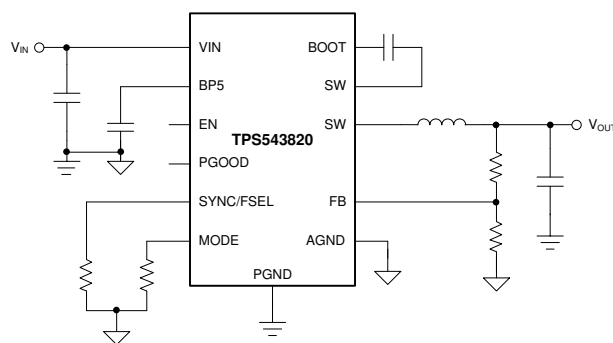 VIN
VIN
BOOT
BP5
SW
EN
SW
TPS543820
VOUT
PGOOD
SYNC/FSEL
FB
MODE
AGND
PGND